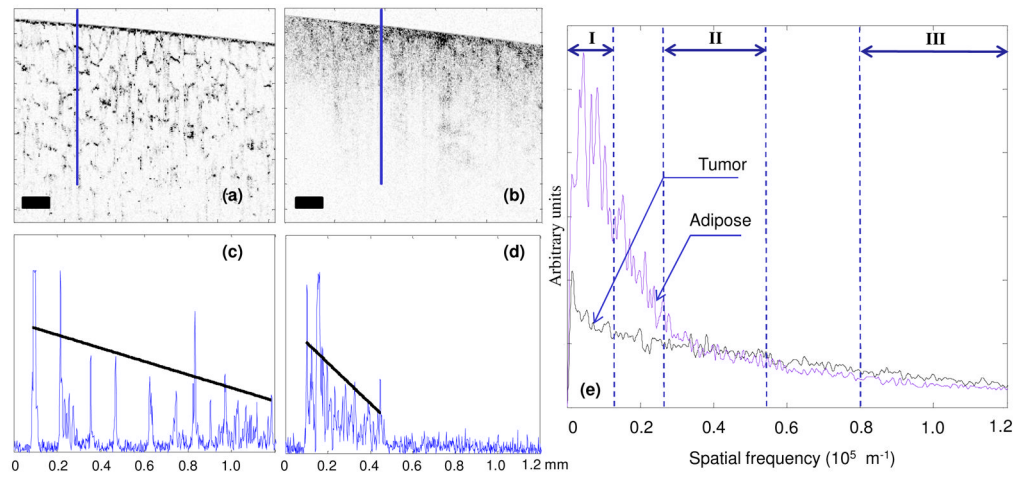 (a)
(b)
(c)
(d)
0 0.2 0.4 0.6 0.8 1.0
0 0.2 0.4 0.6 0.8 1.0 1.2 mm
I II III
Tumor
Adipose
Arbitrary units
(e)
0 0.2 0.4 0.6 0.8 1.0 1.2
Spatial frequency (10⁵ m⁻¹)